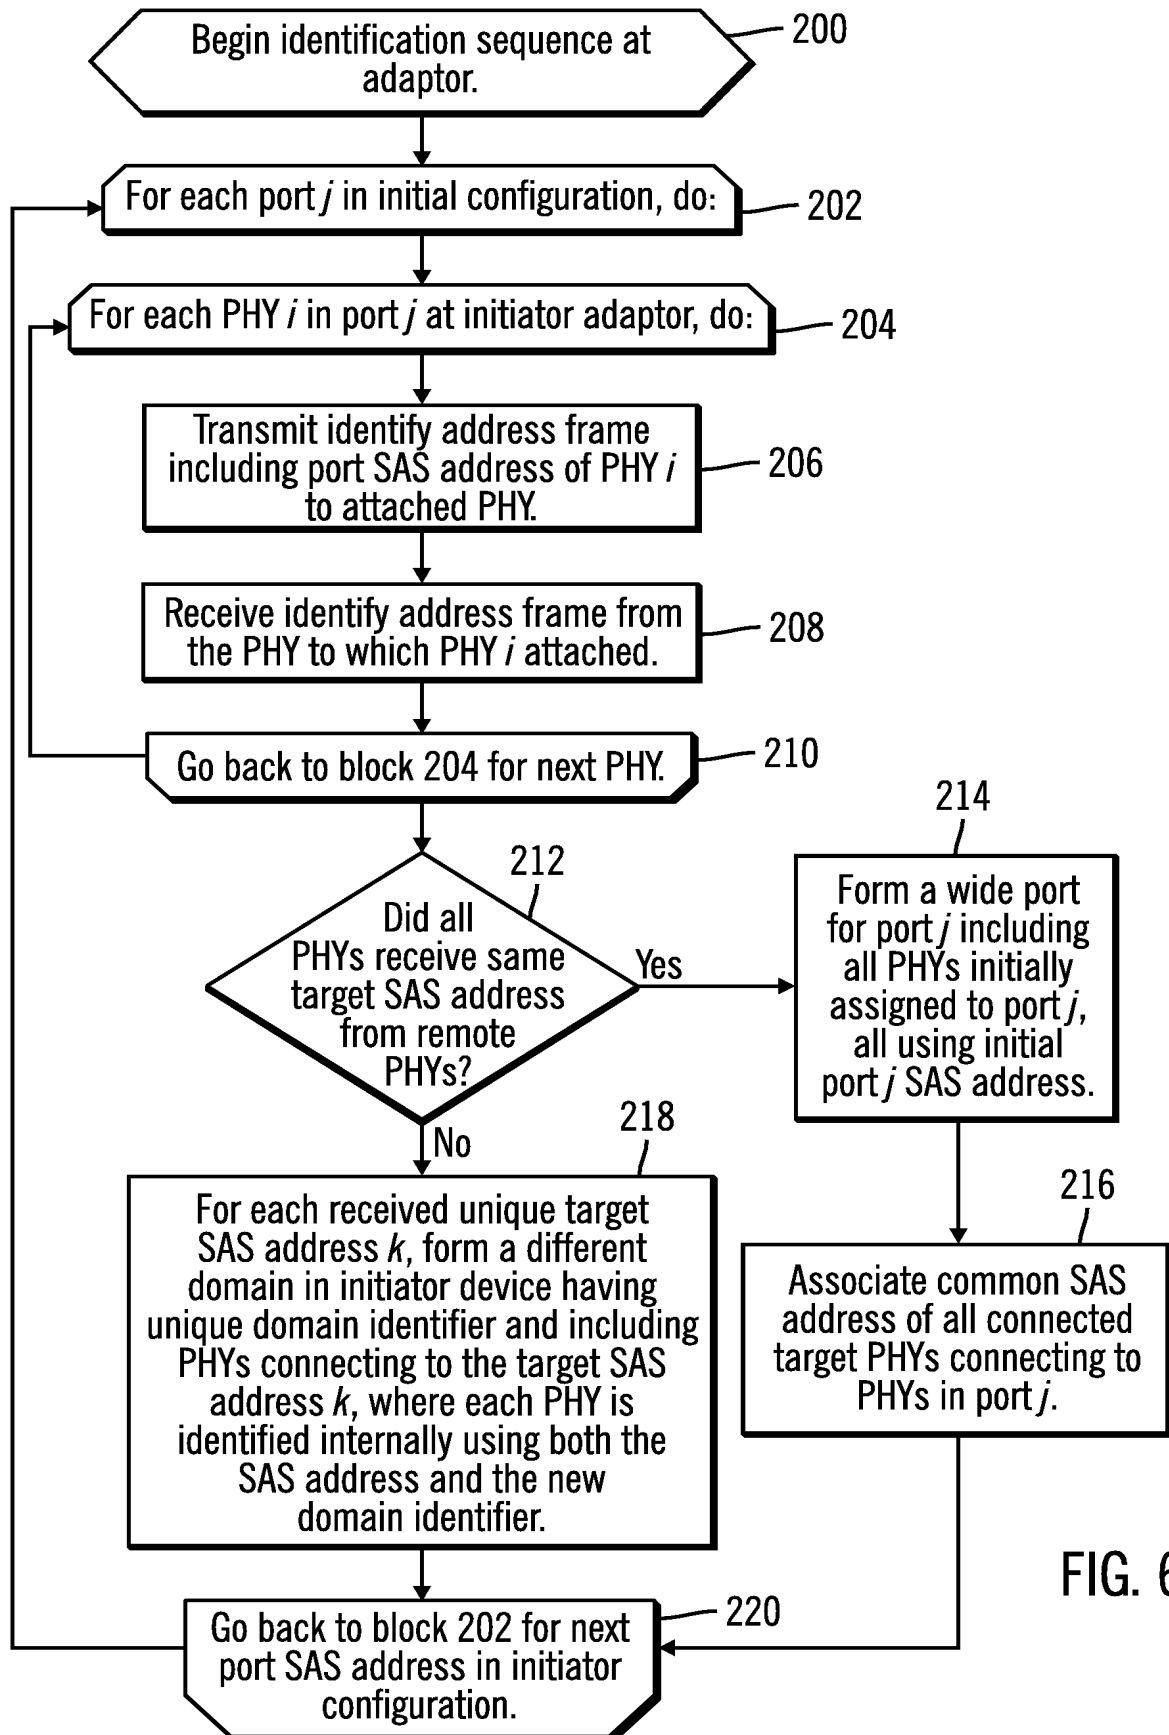 Begin identification sequence at
adaptor.
200
For each port j in initial configuration, do:
202
For each PHY i in port j at initiator adaptor, do:
204
Transmit identify address frame
including port SAS address of PHY i
to attached PHY.
206
Receive identify address frame from
the PHY to which PHY i attached.
208
Go back to block 204 for next PHY.
210
212
Did all
PHYs receive same
target SAS address
from remote
PHYs?
Yes
No
214
Form a wide port
for port j including
all PHYs initially
assigned to port j,
all using initial
port j SAS address.
216
Associate common SAS
address of all connected
target PHYs connecting to
PHYs in port j.
218
For each received unique target
SAS address k, form a different
domain in initiator device having
unique domain identifier and including
PHYs connecting to the target SAS
address k, where each PHY is
identified internally using both the
SAS address and the new
domain identifier.
Go back to block 202 for next
port SAS address in initiator
configuration.
220
FIG. 6